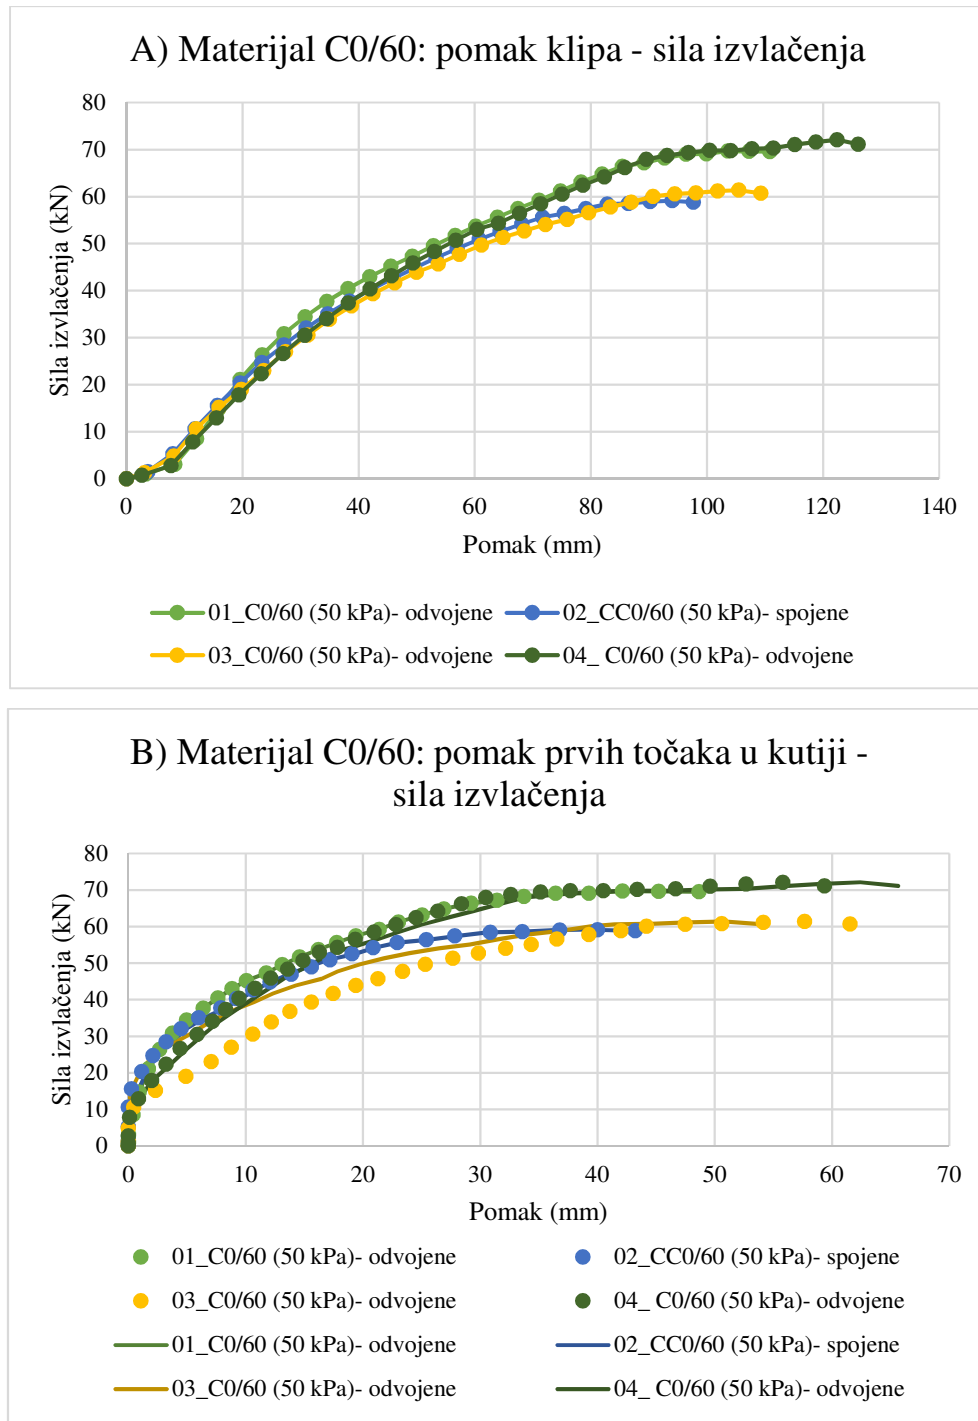 A) Materijal C0/60: pomak klipa - sila izvlačenja
80
70
60
50
40
30
20
10
0
Sila izvlačenja (kN)
0 20 40 60 80 100 120 140
Pomak (mm)
01_C0/60 (50 kPa)- odvojene 02_CC0/60 (50 kPa)- spojene
03_C0/60 (50 kPa)- odvojene 04_ C0/60 (50 kPa)- odvojene
B) Materijal C0/60: pomak prvih točaka u kutiji -
sila izvlačenja
80
70
60
50
40
30
20
10
0
Sila izvlačenja (kN)
0 10 20 30 40 50 60 70
Pomak (mm)
01_C0/60 (50 kPa)- odvojene 02_CC0/60 (50 kPa)- spojene
03_C0/60 (50 kPa)- odvojene 04_ C0/60 (50 kPa)- odvojene
01_C0/60 (50 kPa)- odvojene 02_CC0/60 (50 kPa)- spojene
03_C0/60 (50 kPa)- odvojene 04_ C0/60 (50 kPa)- odvojene